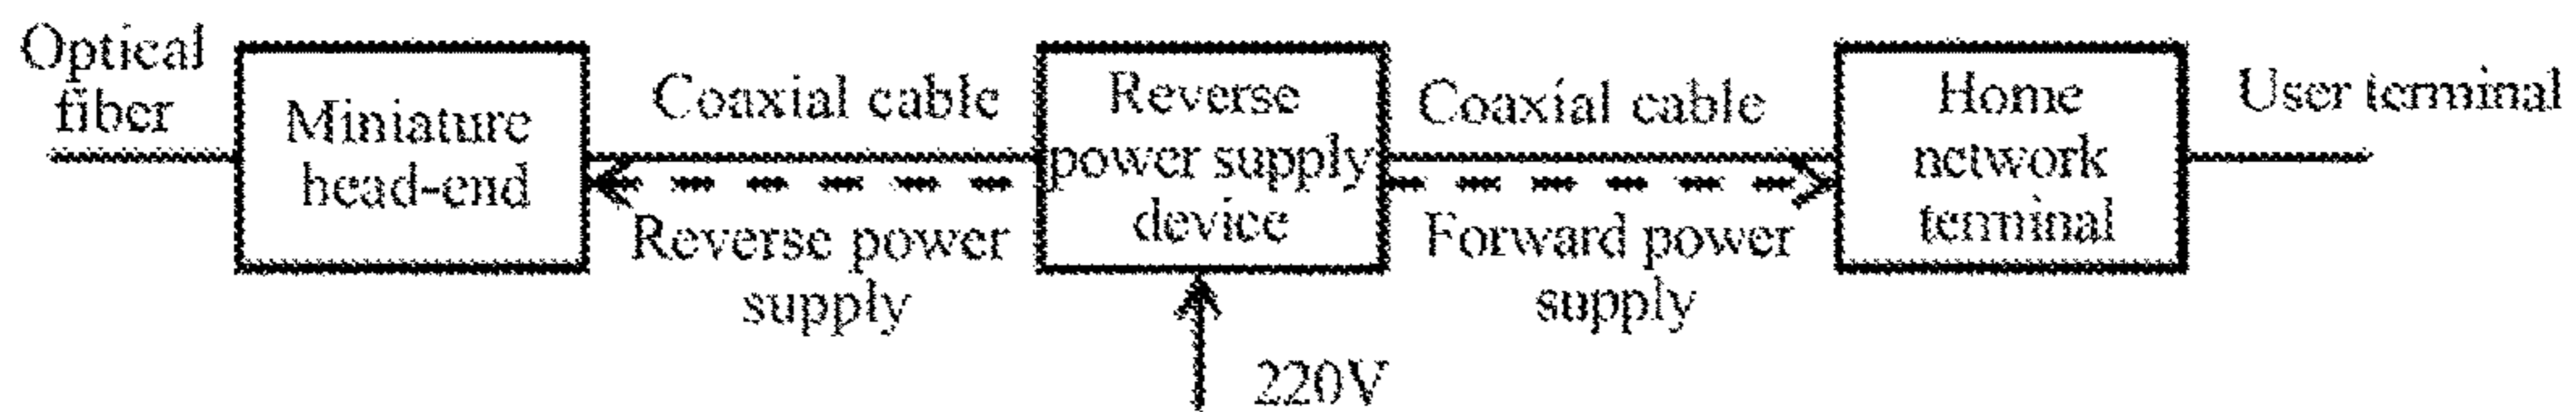 Optical
fiber
Miniature
head-end
Coaxial cable
Reverse power
supply
Reverse
power supply
device
220V
Coaxial cable
Forward power
supply
Home
network
terminal
User terminal